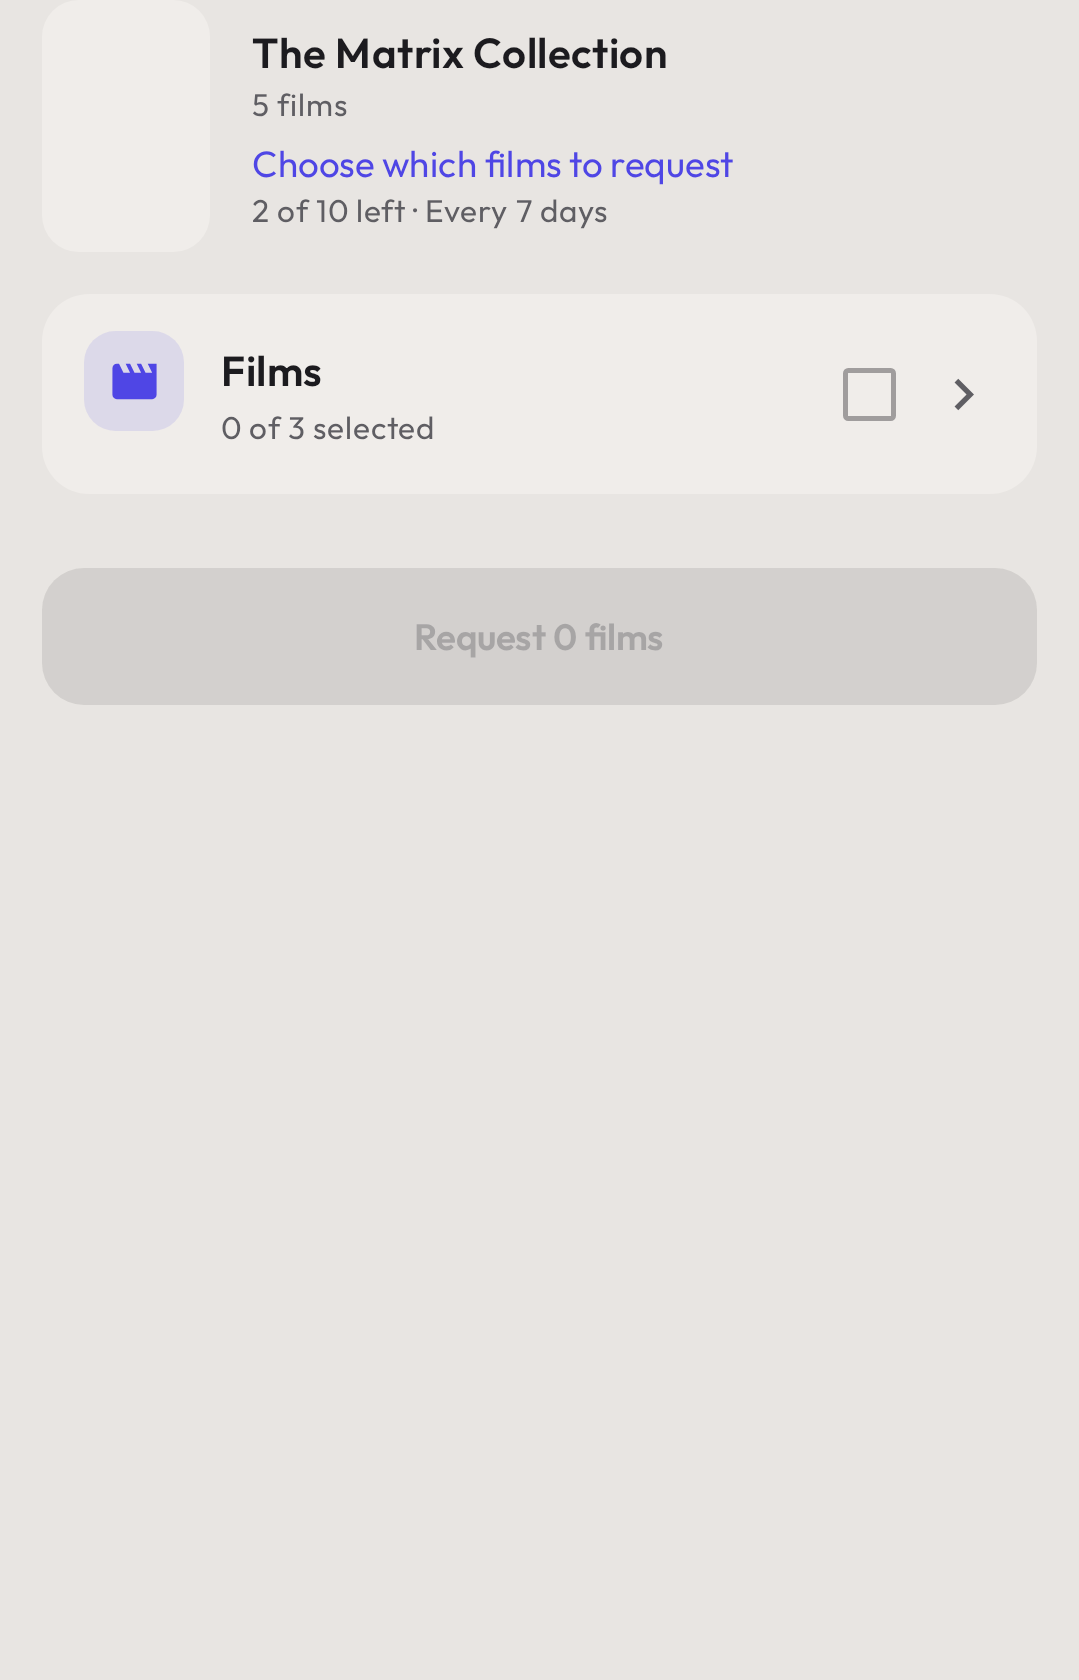 The Matrix Collection
5 films
Choose which films to request
2 of 10 left · Every 7 days
Films
0 of 3 selected
Request 0 films